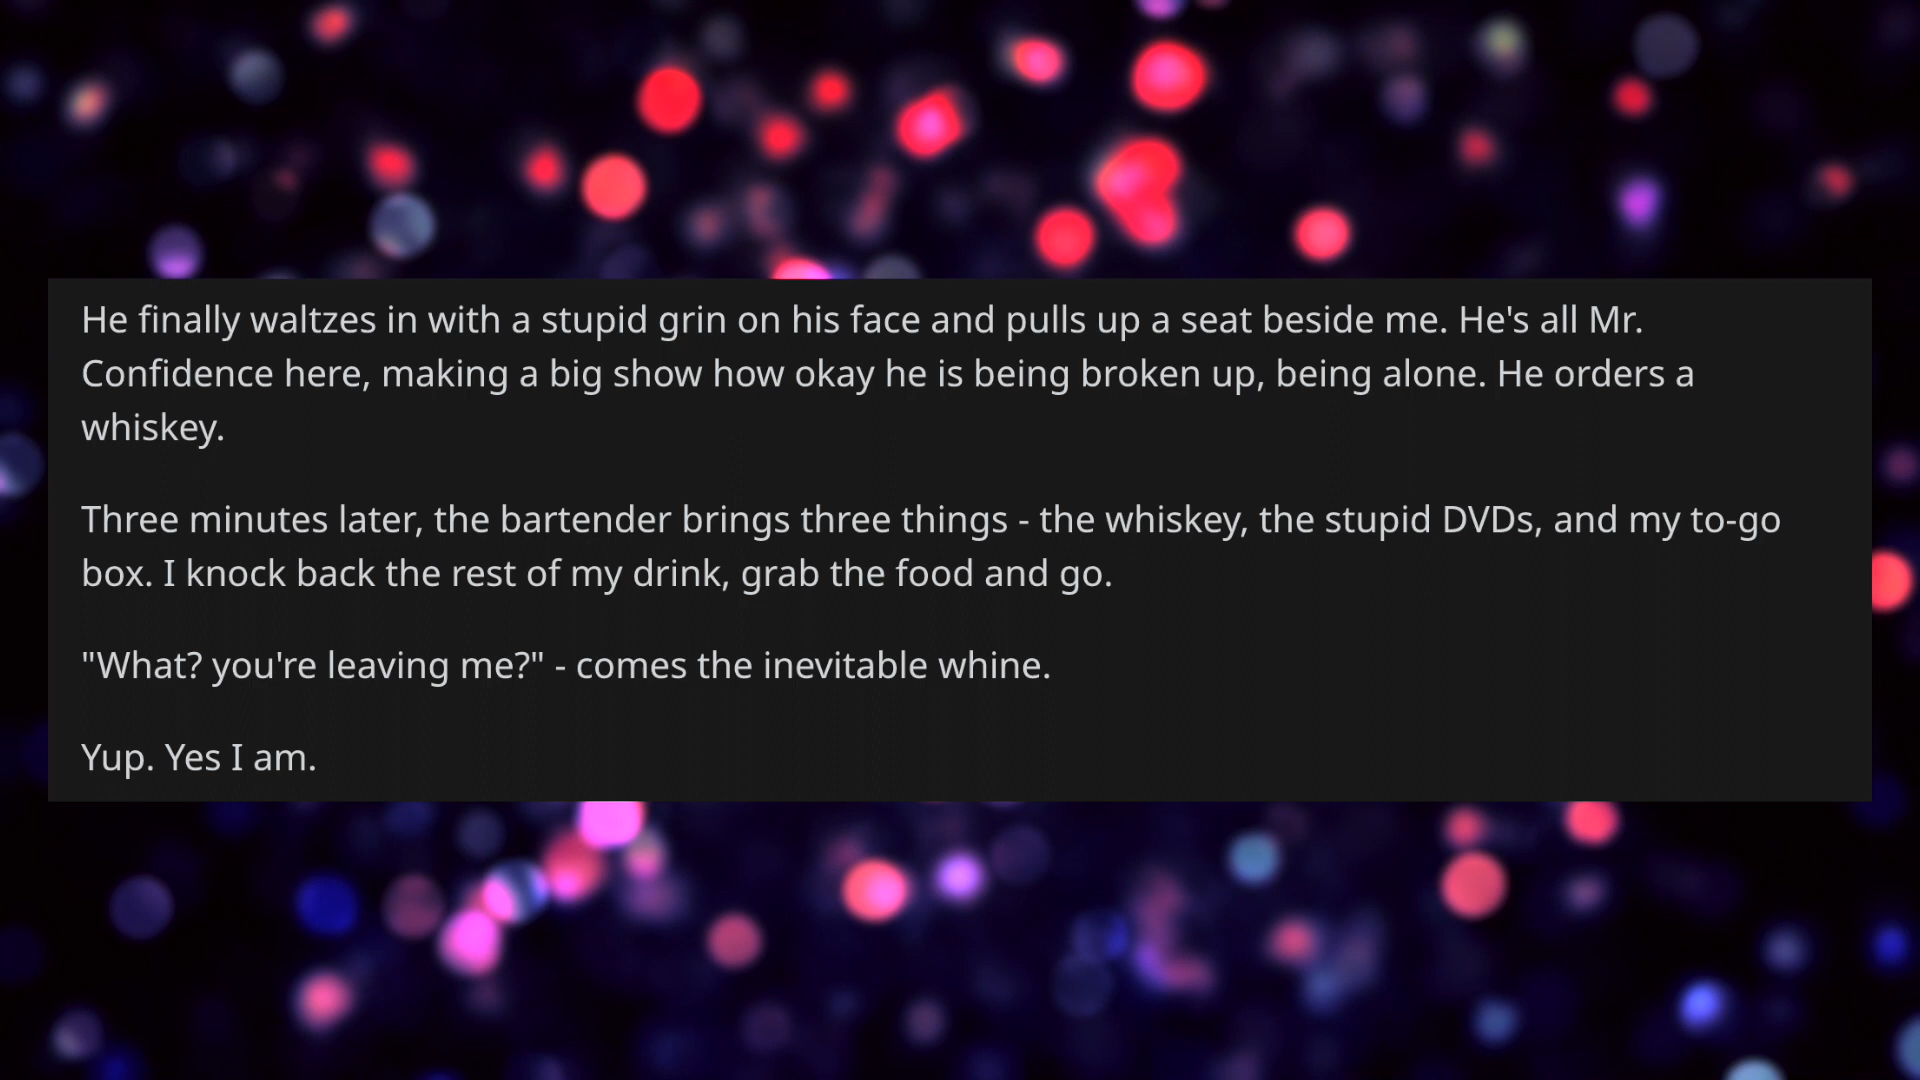 He finally waltzes in with a stupid grin on his face and pulls up a seat beside me. He's all Mr.
Confidence here, making a big show how okay he is being broken up, being alone. He orders a
whiskey.
Three minutes later, the bartender brings three things - the whiskey, the stupid DVDs, and my to-go
box. I knock back the rest of my drink, grab the food and go.
"What? you're leaving me?" - comes the inevitable whine.
Yup. Yes I am.